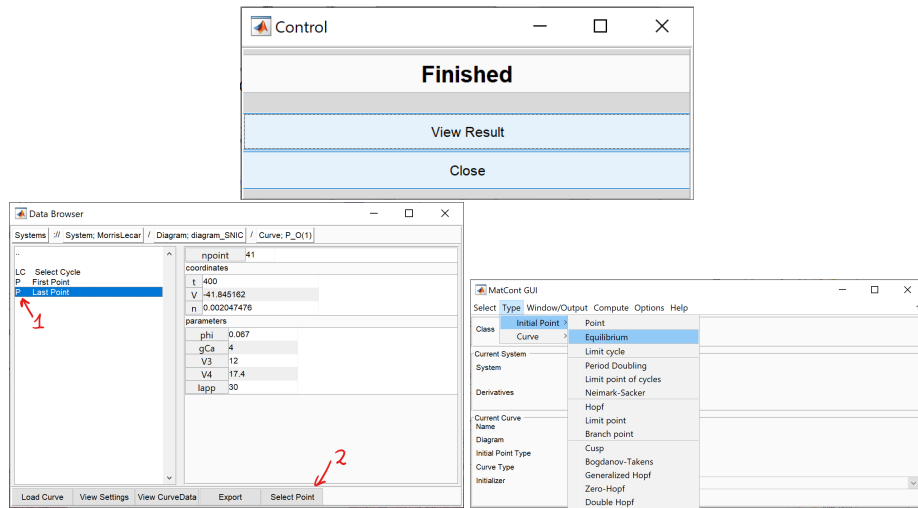 Control
Finished
View Result
Close
Data Browser
Systems :// System; MorrisLecar / Diagram; diagram_SNIC / Curve; P_O(1)
..
LC Select Cycle
P First Point
P Last Point
1
npoint 41
coordinates
t 400
V -41.845162
n 0.002047476
parameters
phi 0.067
gCa 4
V3 12
V4 17.4
Iapp 30
2
Load Curve View Settings View CurveData Export Select Point
MatCont GUI
Select Type Window/Output Compute Options Help
Class
Initial Point >
Curve >
Point
Equilibrium
Limit cycle
Period Doubling
Limit point of cycles
Neimark-Sacker
Hopf
Limit point
Branch point
Cusp
Bogdanov-Takens
Generalized Hopf
Zero-Hopf
Double Hopf
Current System
System
Derivatives
Current Curve
Name
Diagram
Initial Point Type
Curve Type
Initializer